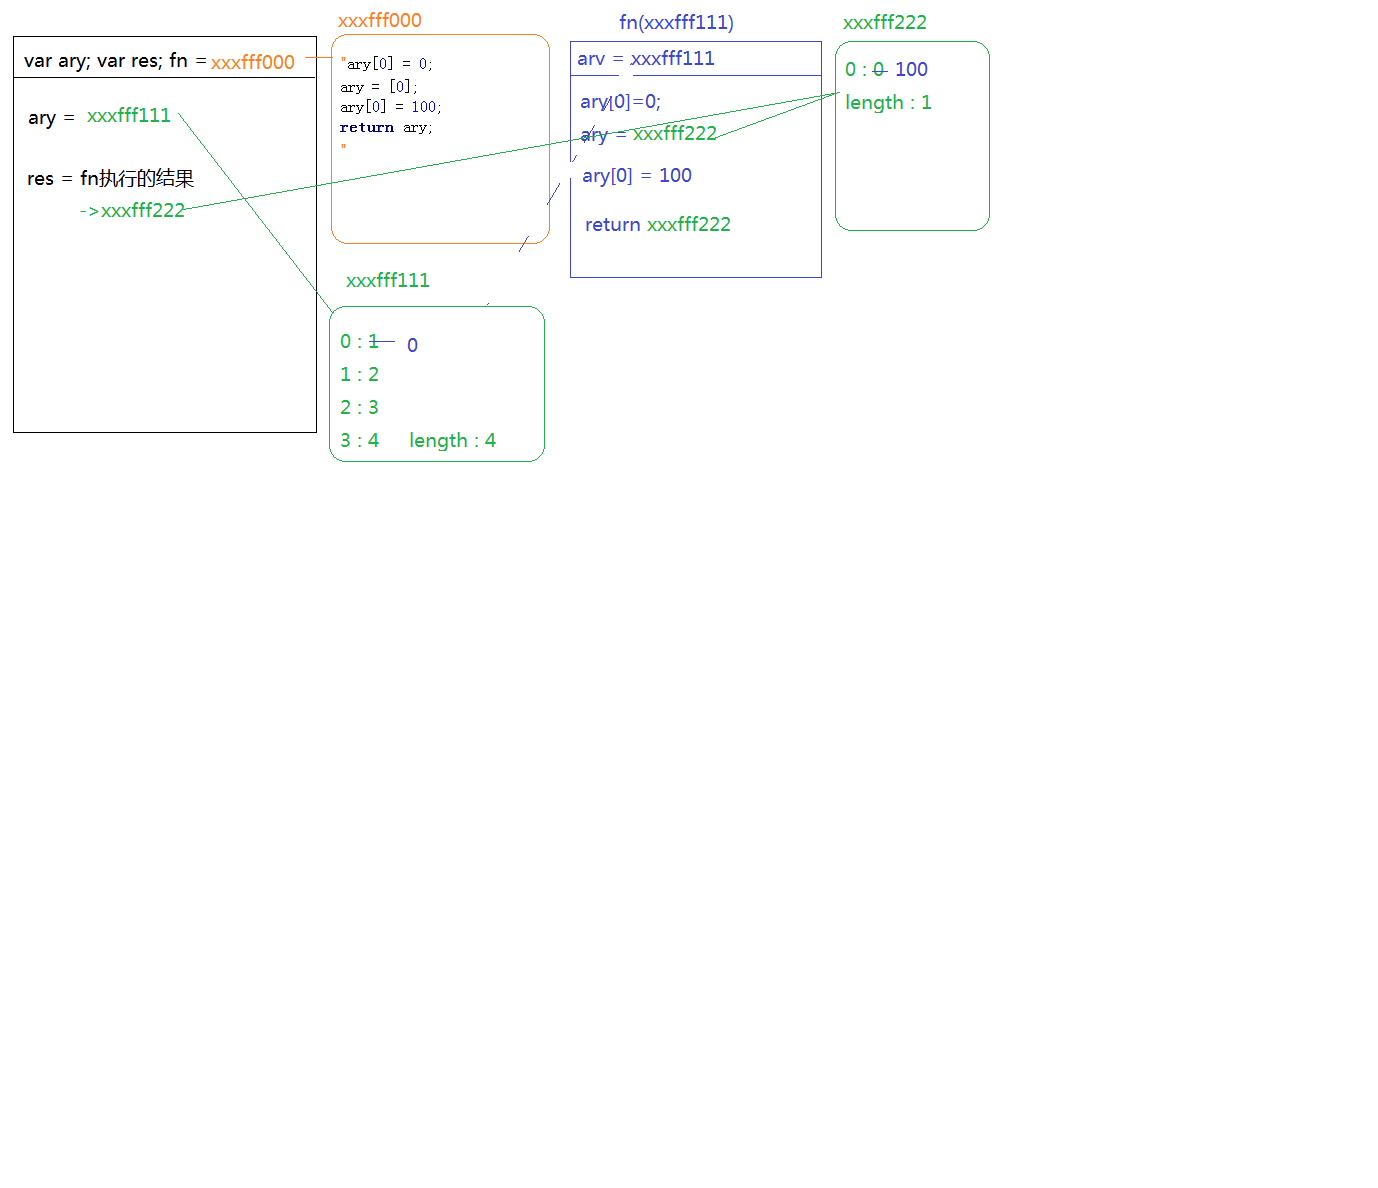 xxxfff000
var ary; var res; fn = xxxfff000
ary = xxxfff111
res = fn执行的结果
->xxxfff222
"ary[0] = 0;
ary = [0];
ary[0] = 100;
return ary;
"
xxxfff111
0 : 1 0
1 : 2
2 : 3
3 : 4 length : 4
fn(xxxfff111)
arv = xxxfff111
ary[0]=0;
ary = xxxfff222
ary[0] = 100
return xxxfff222
xxxfff222
0 : 0 100
length : 1